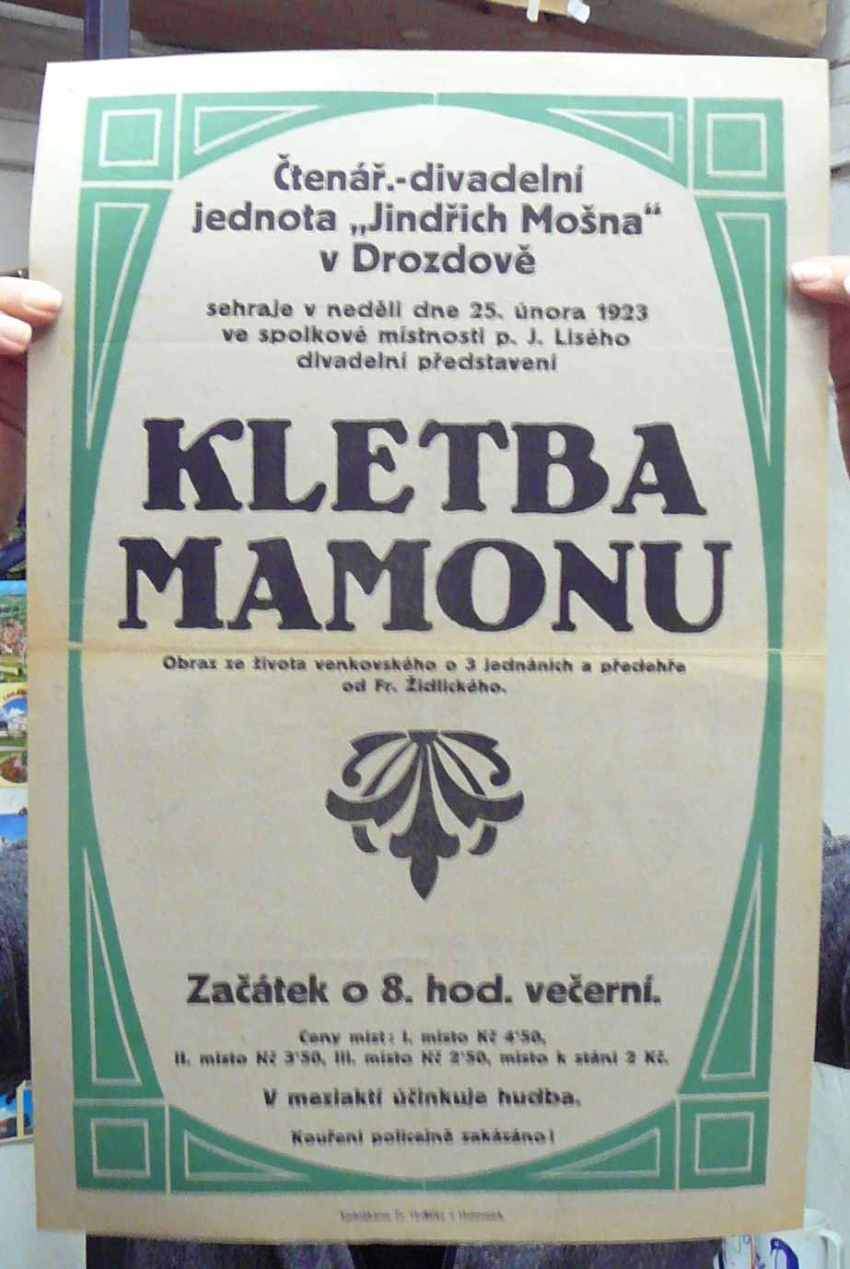 Čtenář.-divadelní
jednota „Jindřich Mošna“
v Drozdově
sehraje v neděli dne 25. února 1923
ve spolkové místnosti p. J. Lisého
divadelní představení
KLETBA
MAMONU
Obraz ze života venkovského o 3 jednáních a předehře
od Fr. Židlického.
Začátek o 8. hod. večerní.
Ceny míst: I. místo Kč 4'50,
II. místo Kč 3'50, III. místo Kč 2'50, místo k stání 2 Kč.
V meziaktí účinkuje hudba.
Kouření policejně zakázáno!